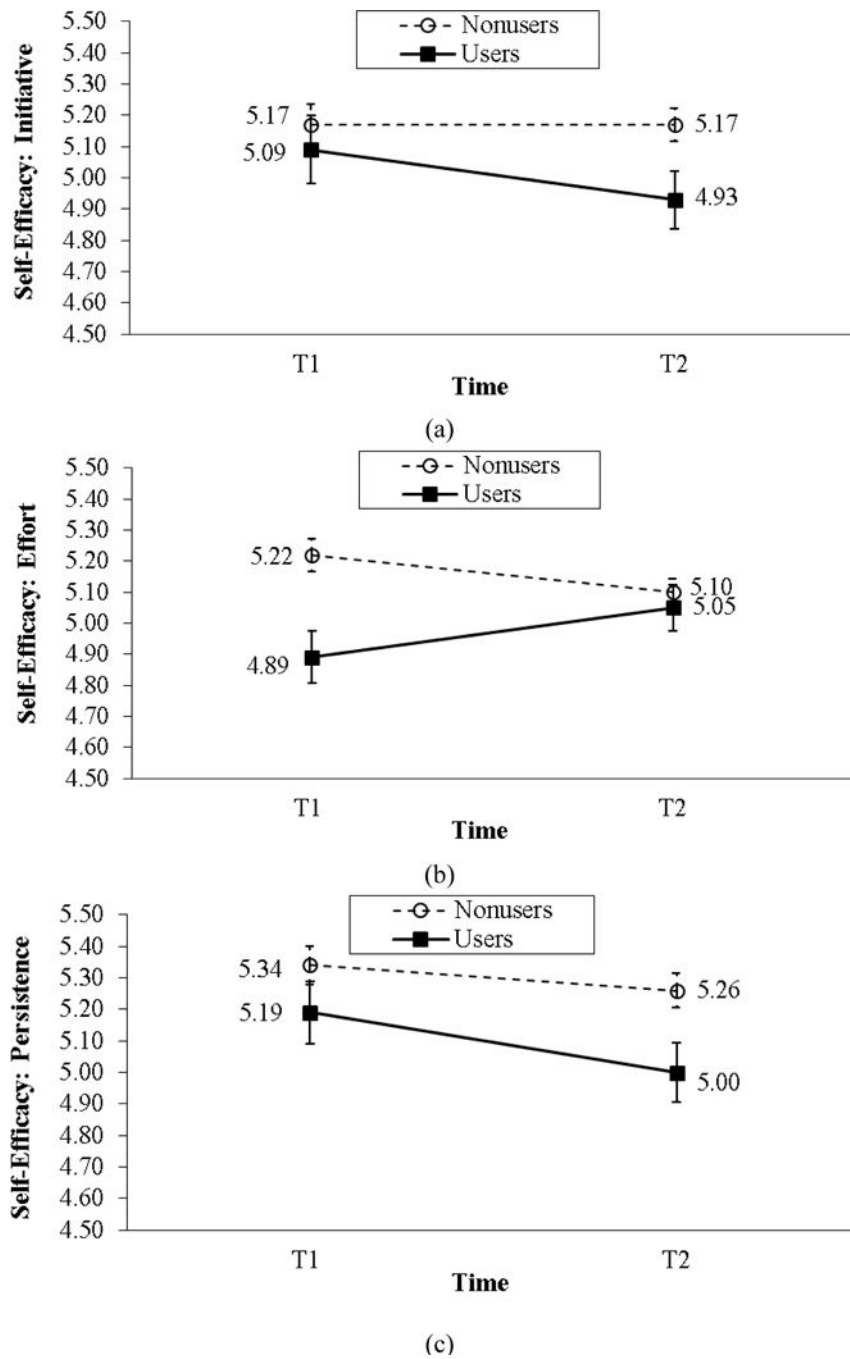 Nonusers
Users
Self-Efficacy: Initiative
5.50
5.40
5.30
5.20
5.10
5.00
4.90
4.80
4.70
4.60
4.50
5.17
5.09
5.17
4.93
T1
T2
Time
(a)
Nonusers
Users
Self-Efficacy: Effort
5.50
5.40
5.30
5.20
5.10
5.00
4.90
4.80
4.70
4.60
4.50
5.22
4.89
5.10
5.05
T1
T2
Time
(b)
Nonusers
Users
Self-Efficacy: Persistence
5.50
5.40
5.30
5.20
5.10
5.00
4.90
4.80
4.70
4.60
4.50
5.34
5.19
5.26
5.00
T1
T2
Time
(c)